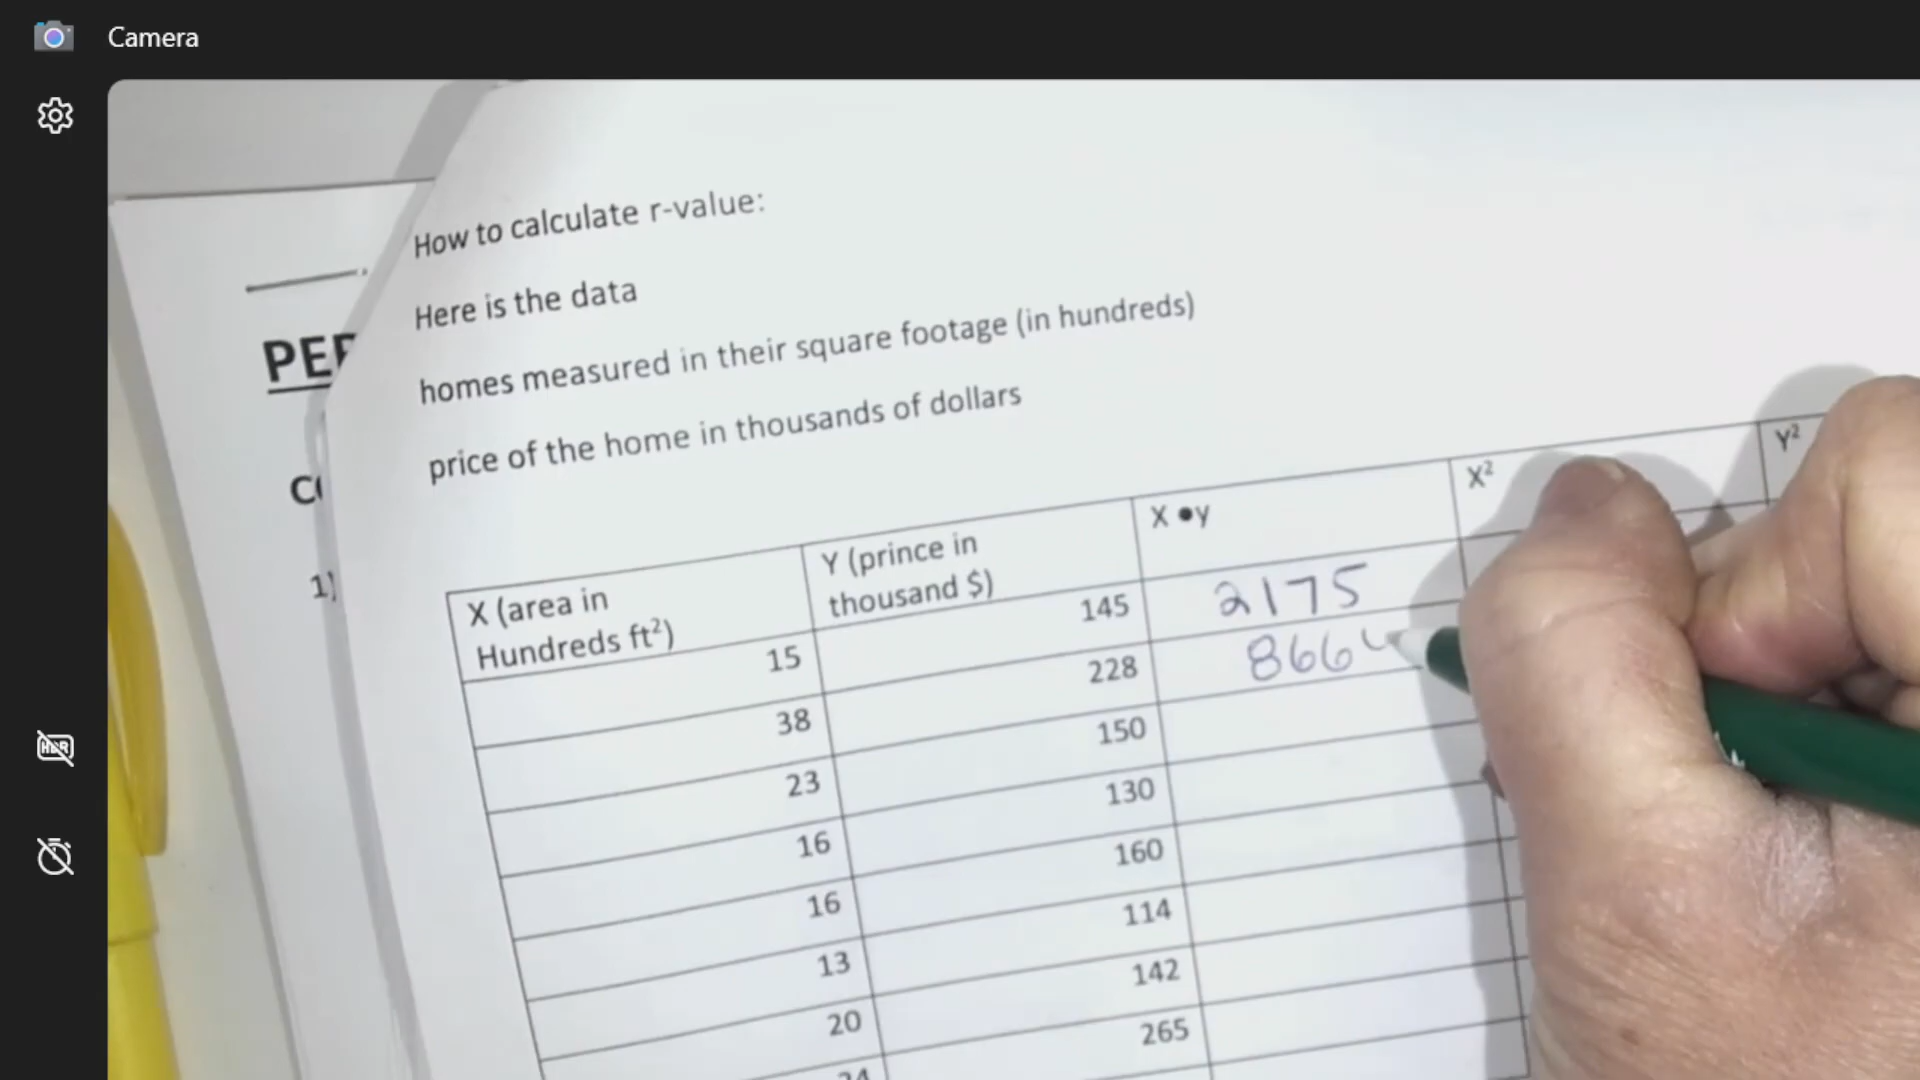 Camera
How to calculate r-value:
Here is the data
homes measured in their square footage (in hundreds)
price of the home in thousands of dollars
PER
1)
X (area in Hundreds ft²) Y (prince in thousand $) X •y X² Y²
15 145 2175
38 228 8664
23 150
16 130
16 160
13 114
20 142
265